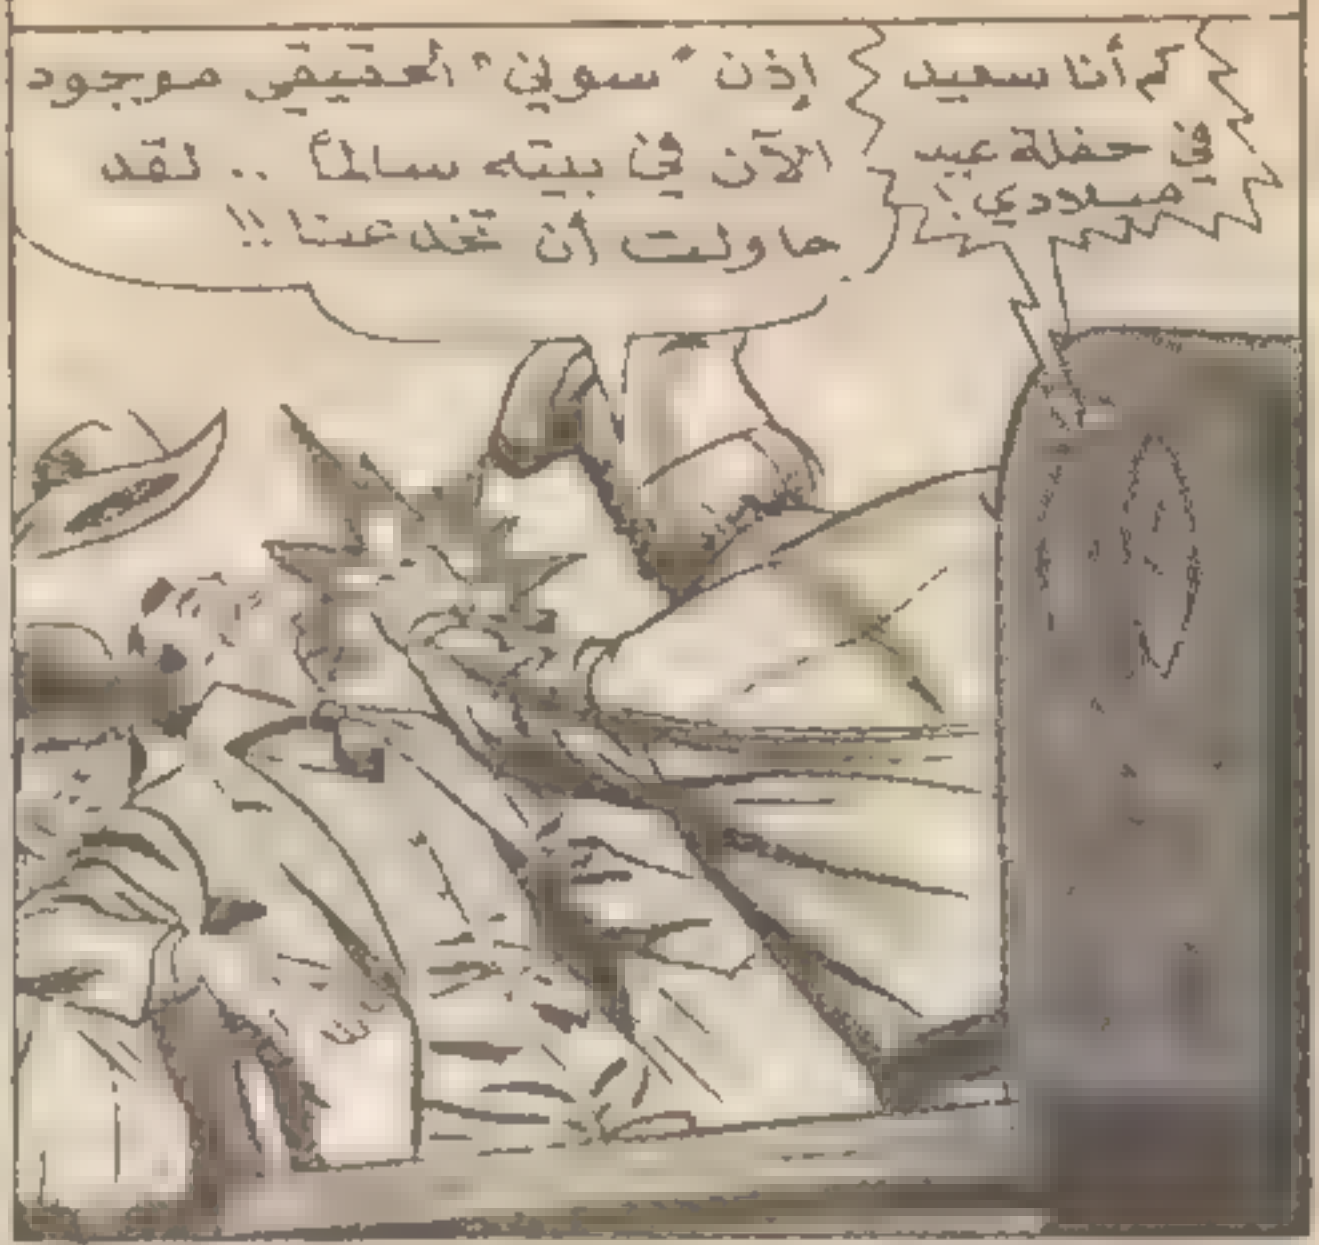 كم أنا سعيد
في حفلة عيد
ميلادي!
إذن "سوني" الحقيقي موجود
الآن في بيته سالماً .. لقد
حاولت أن تخدعنا!!